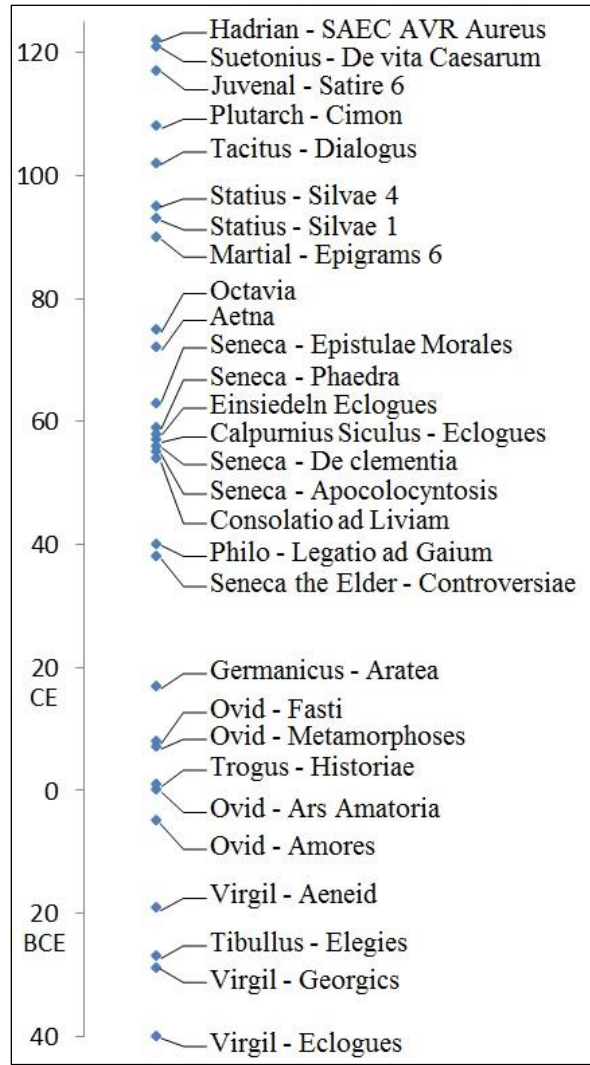 Hadrian - SAEC AVR Aureus
120
Suetonius - De vita Caesarum
Juvenal - Satire 6
Plutarch - Cimon
Tacitus - Dialogus
100
Statius - Silvae 4
Statius - Silvae 1
Martial - Epigrams 6
80
Octavia
Aetna
Seneca - Epistulae Morales
Seneca - Phaedra
60
Einsiedeln Eclogues
Calpurnius Siculus - Eclogues
Seneca - De clementia
Seneca - Apocolocyntosis
Consolatio ad Liviam
40
Philo - Legatio ad Gaium
Seneca the Elder - Controversiae
20
CE
Germanicus - Aratea
Ovid - Fasti
Ovid - Metamorphoses
Trogus - Historiae
0
Ovid - Ars Amatoria
Ovid - Amores
Virgil - Aeneid
20
BCE
Tibullus - Elegies
Virgil - Georgics
40
Virgil - Eclogues